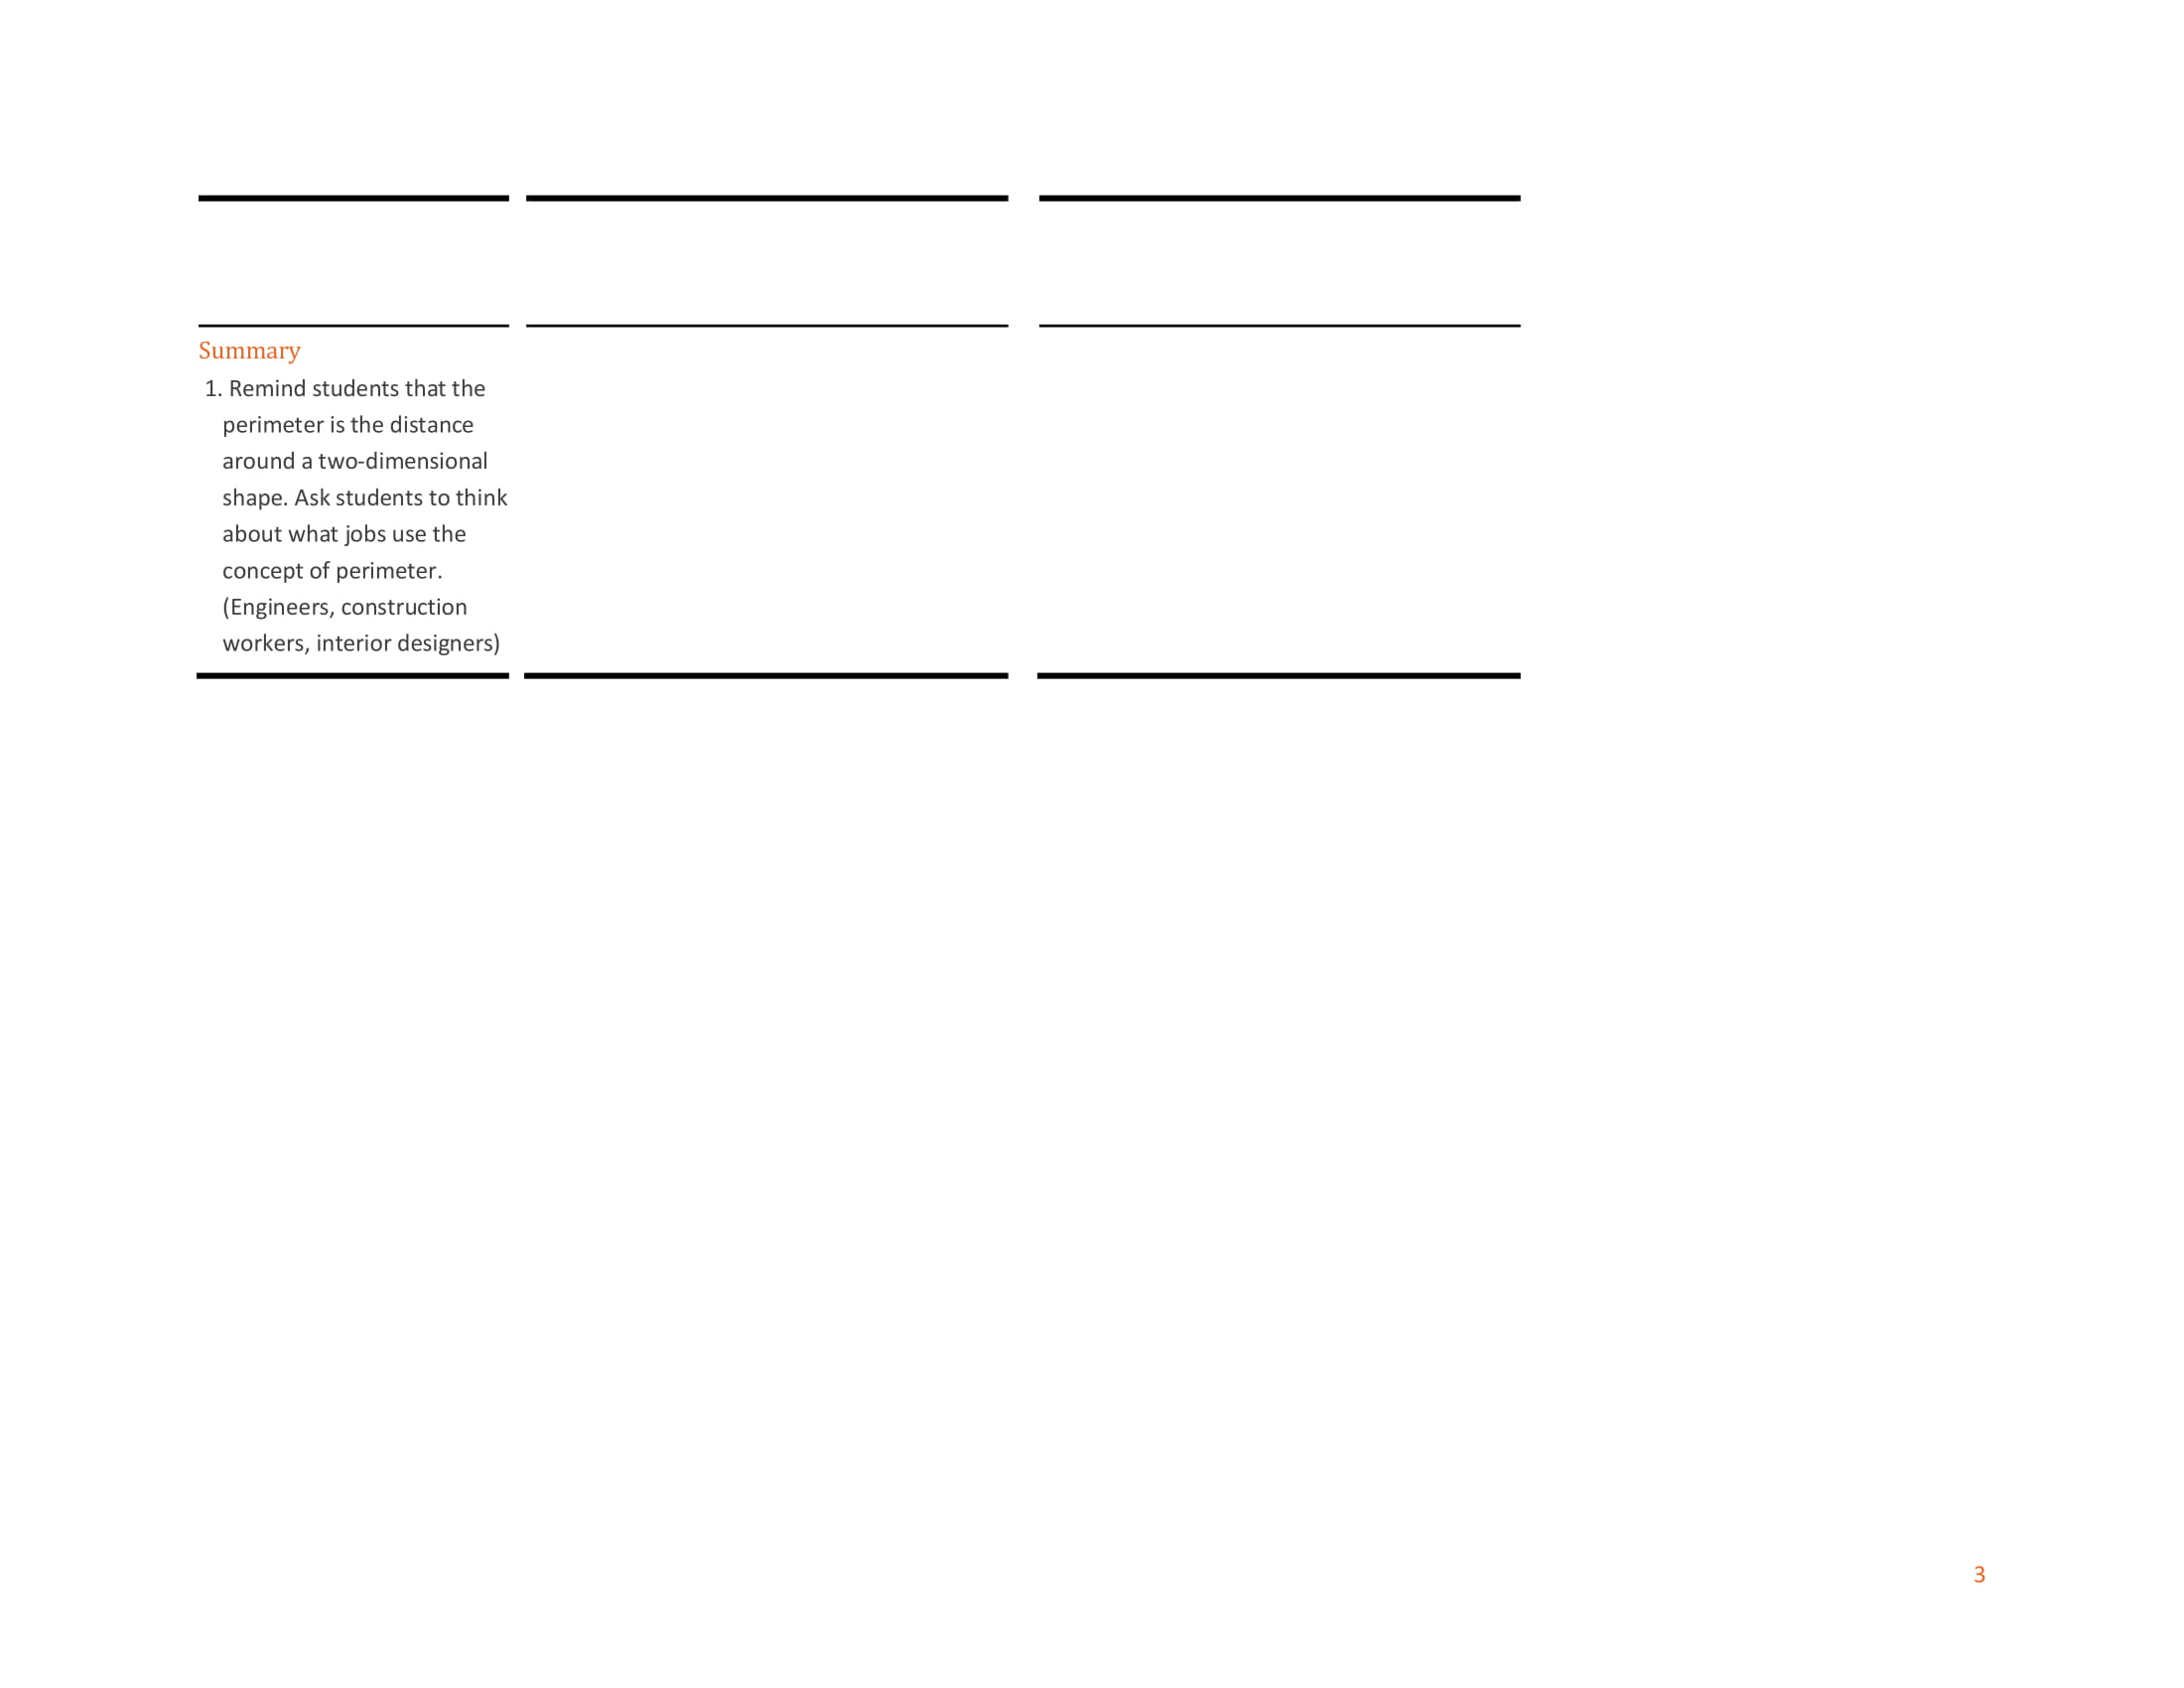 Summary
1. Remind students that the
perimeter is the distance
around a two-dimensional
shape. Ask students to think
about what jobs use the
concept of perimeter.
(Engineers, construction
workers, interior designers)
3